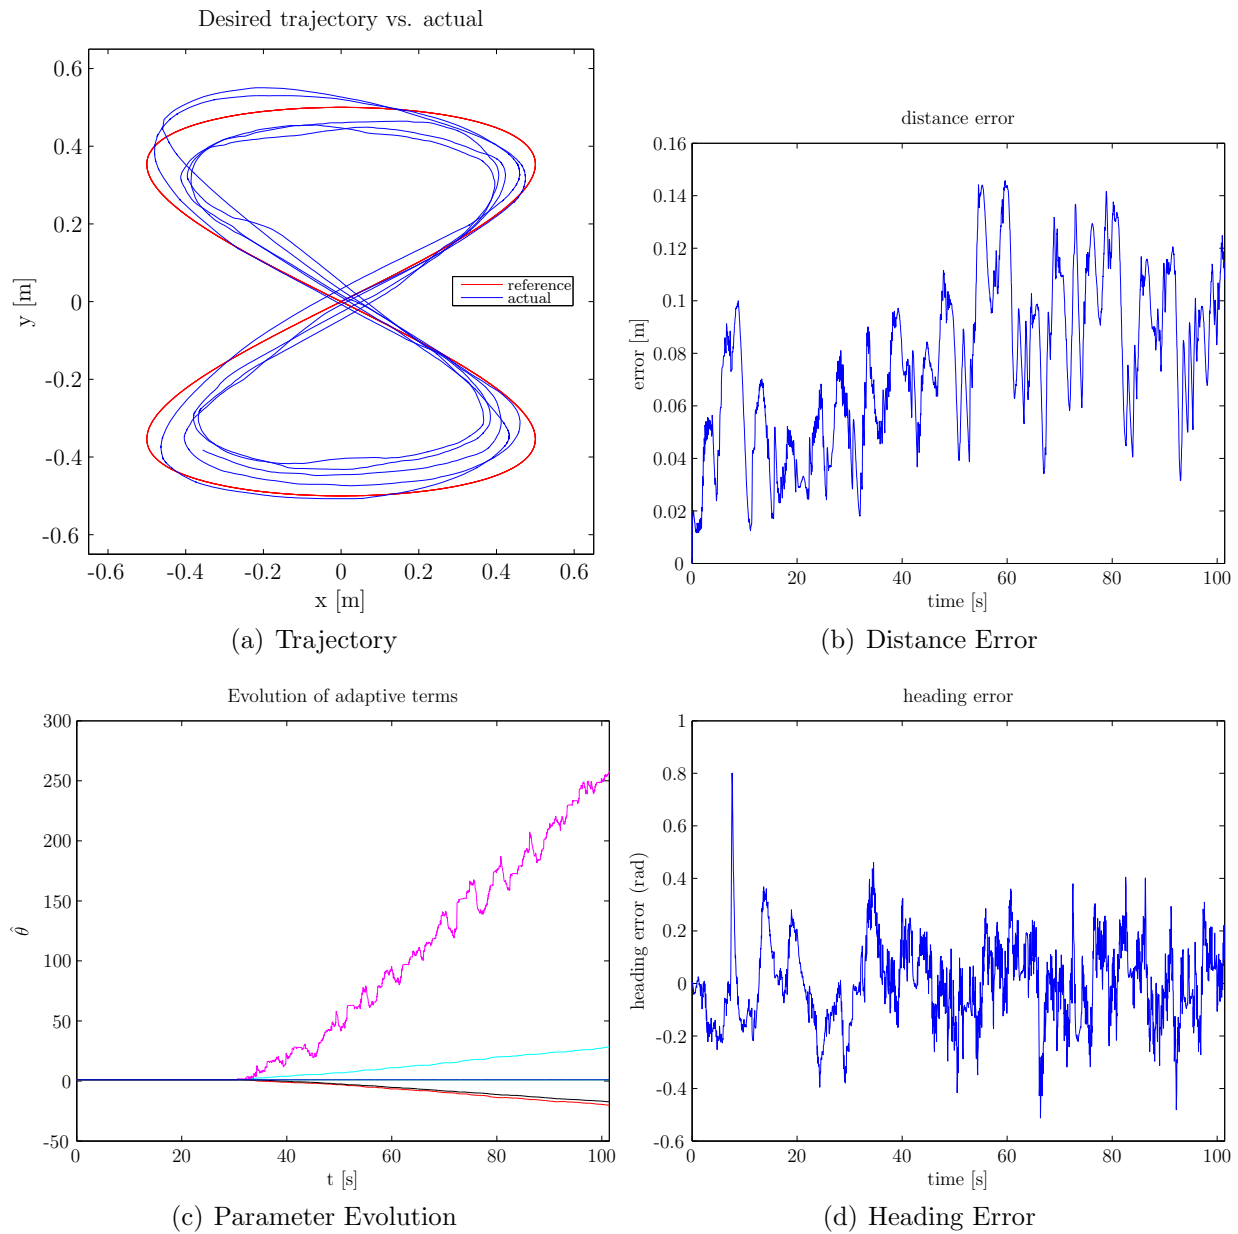 Desired trajectory vs. actual
0.6
0.4
0.2
0
-0.2
-0.4
-0.6
y [m]
reference
actual
-0.6 -0.4 -0.2 0 0.2 0.4 0.6
x [m]
(a) Trajectory
distance error
0.16
0.14
0.12
0.1
0.08
0.06
0.04
0.02
0
error [m]
0 20 40 60 80 100
time [s]
(b) Distance Error
Evolution of adaptive terms
300
250
200
150
100
50
0
-50
θ̂
0 20 40 60 80 100
t [s]
(c) Parameter Evolution
heading error
1
0.8
0.6
0.4
0.2
0
-0.2
-0.4
-0.6
heading error (rad)
0 20 40 60 80 100
time [s]
(d) Heading Error